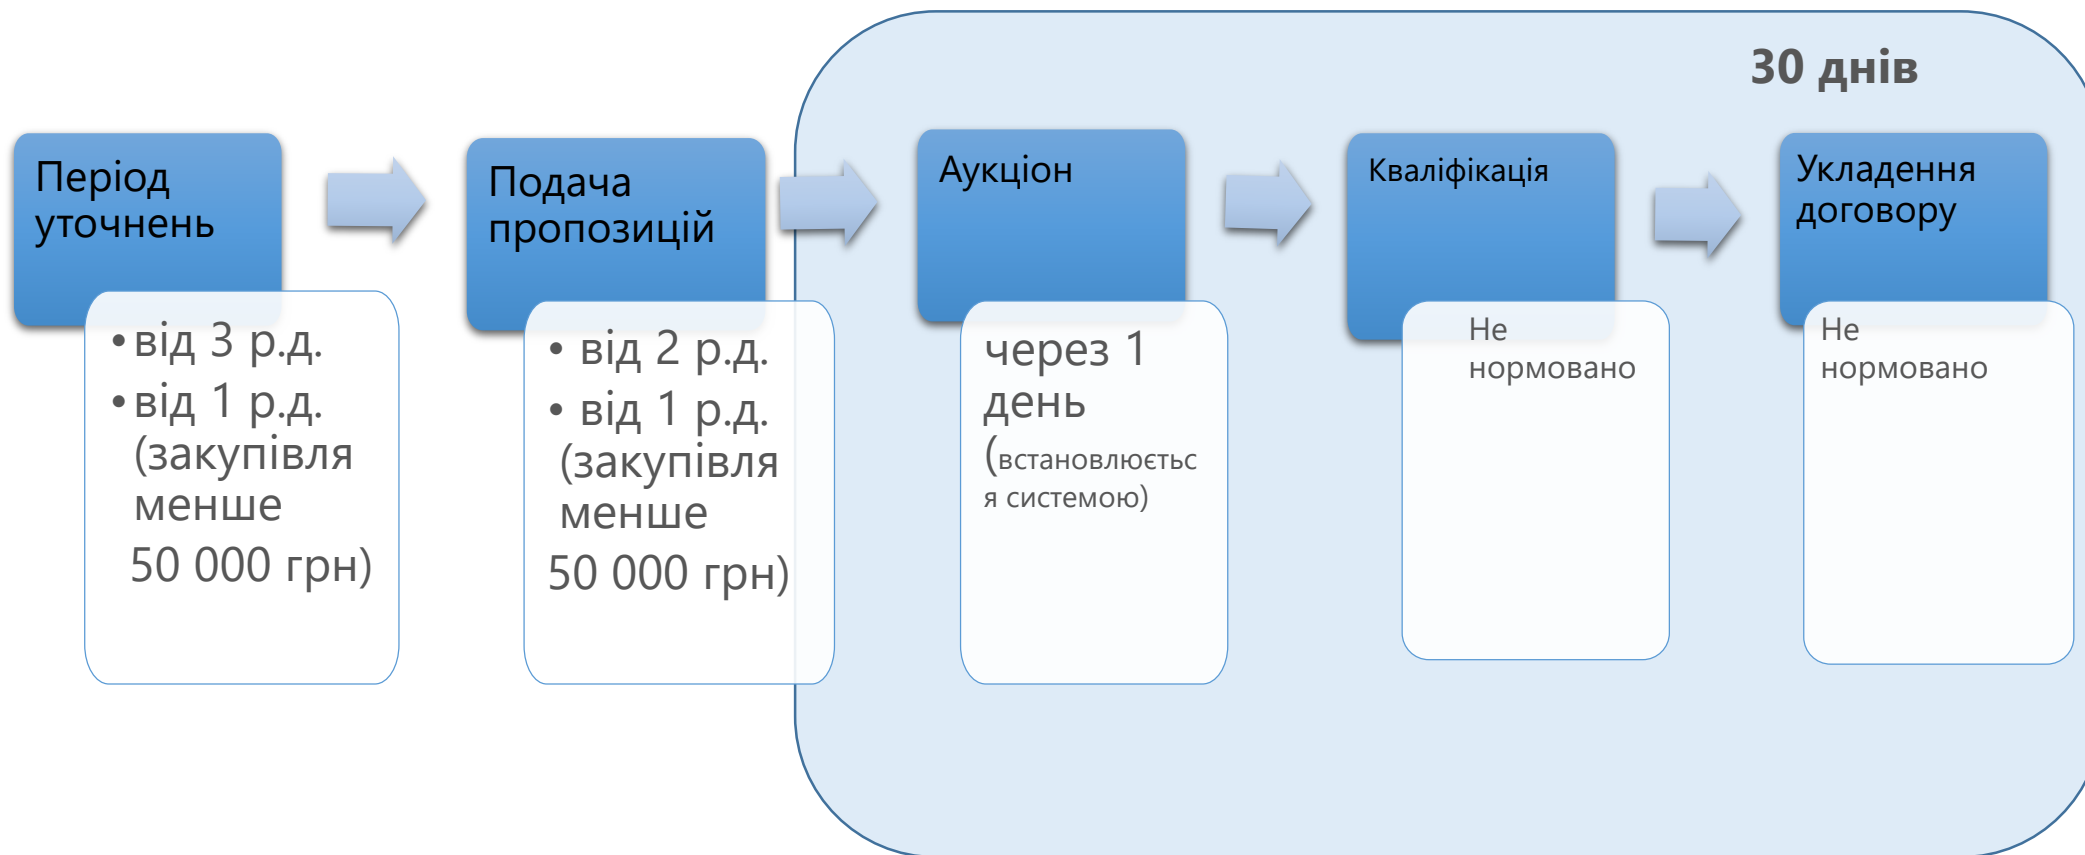 30 днів
Період
уточнень
•від 3 р.д.
•від 1 р.д.
(закупівля
менше
50 000 грн)
Подача
пропозицій
• від 2 р.д.
• від 1 р.д.
(закупівля
менше
50 000 грн)
Аукціон
через 1
день
(встановлюєтьс
я системою)
Кваліфікація
Не
нормовано
Укладення
договору
Не
нормовано